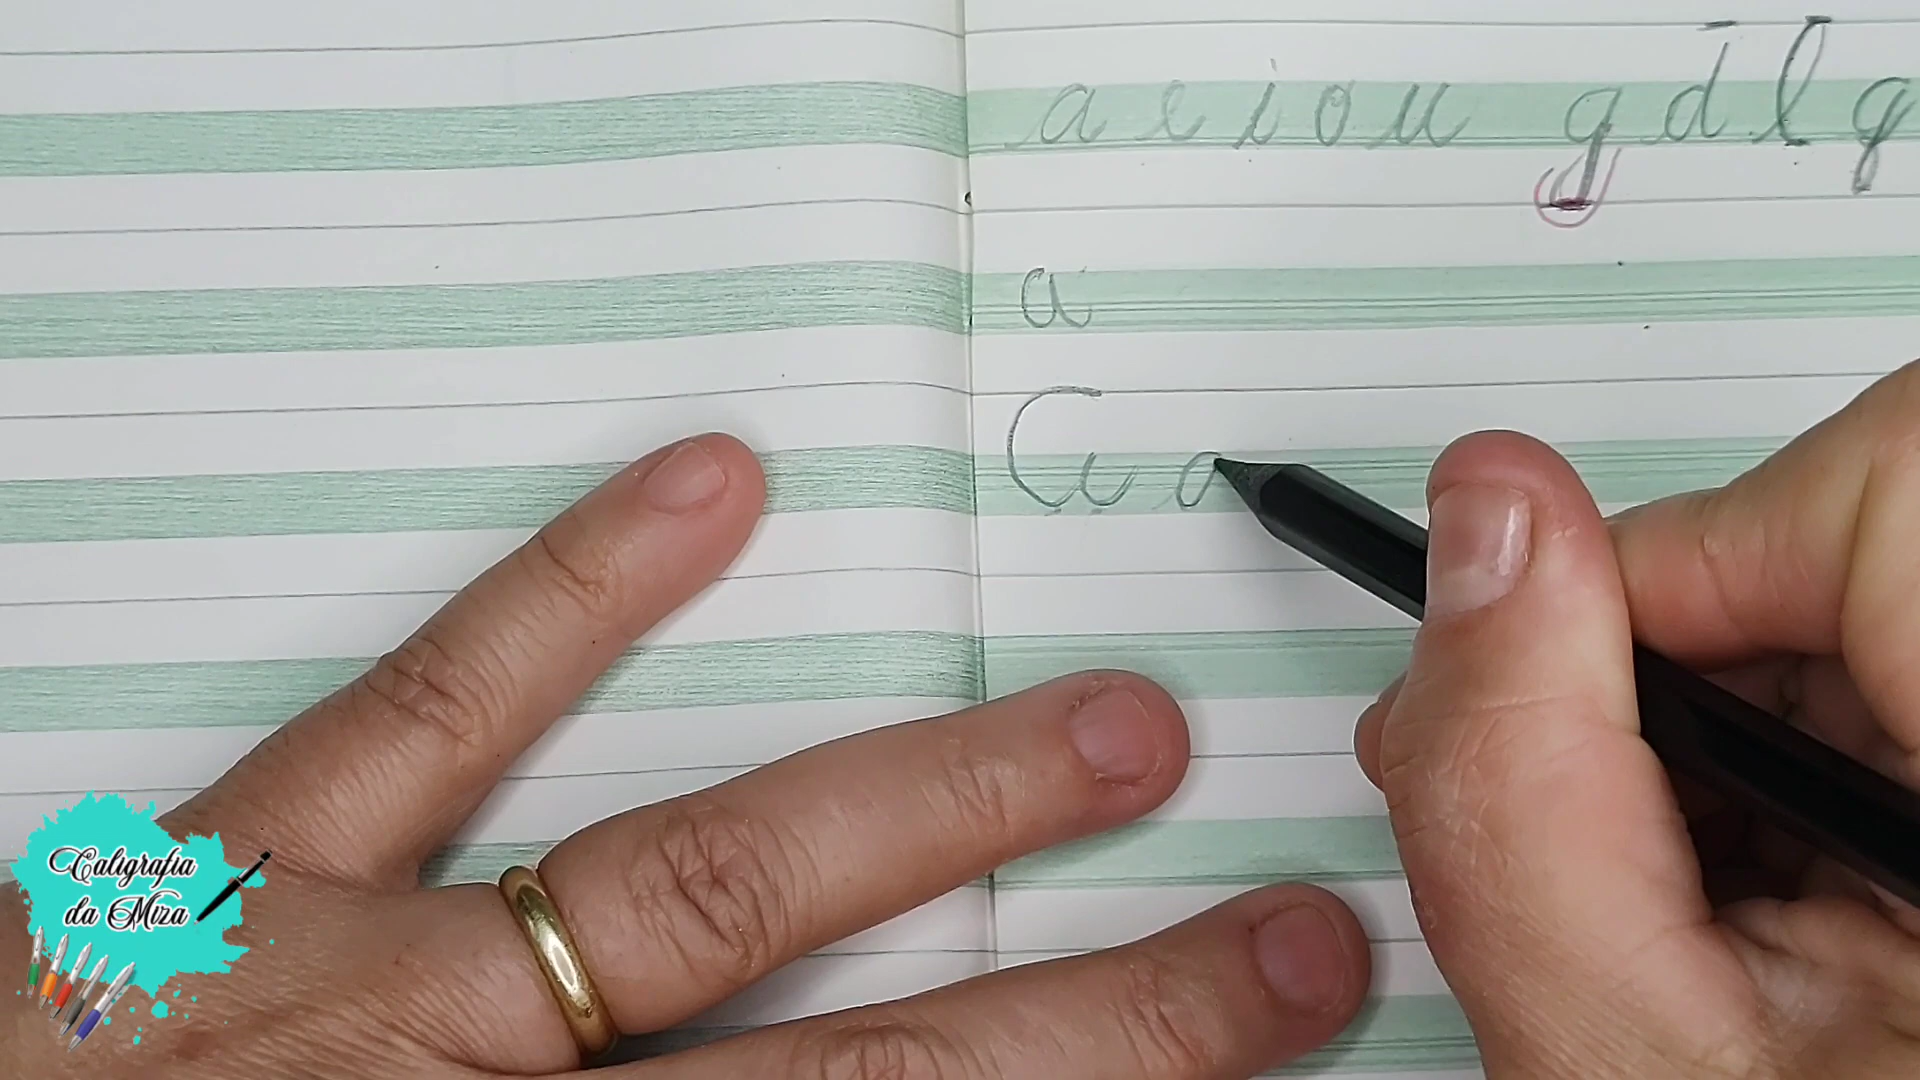 a e i o u g d l q
a
a
Caligrafia
da Miza